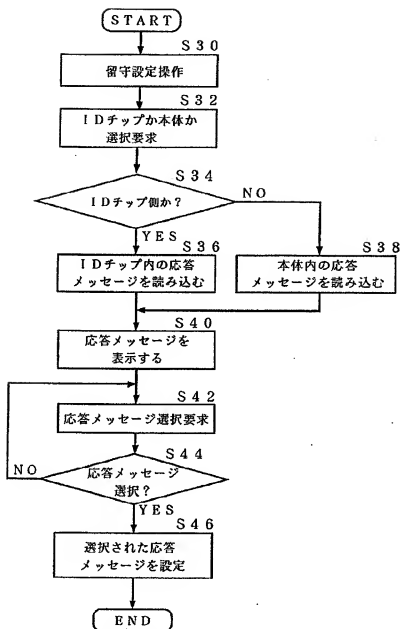 START
S30
留守設定操作
S32
IDチップか本体か
選択要求
S34
IDチップ側か?
NO
YES
S36
IDチップ内の応答
メッセージを読み込む
S38
本体内の応答
メッセージを読み込む
S40
応答メッセージを
表示する
S42
応答メッセージ選択要求
S44
応答メッセージ
選択?
NO
YES
S46
選択された応答
メッセージを設定
END